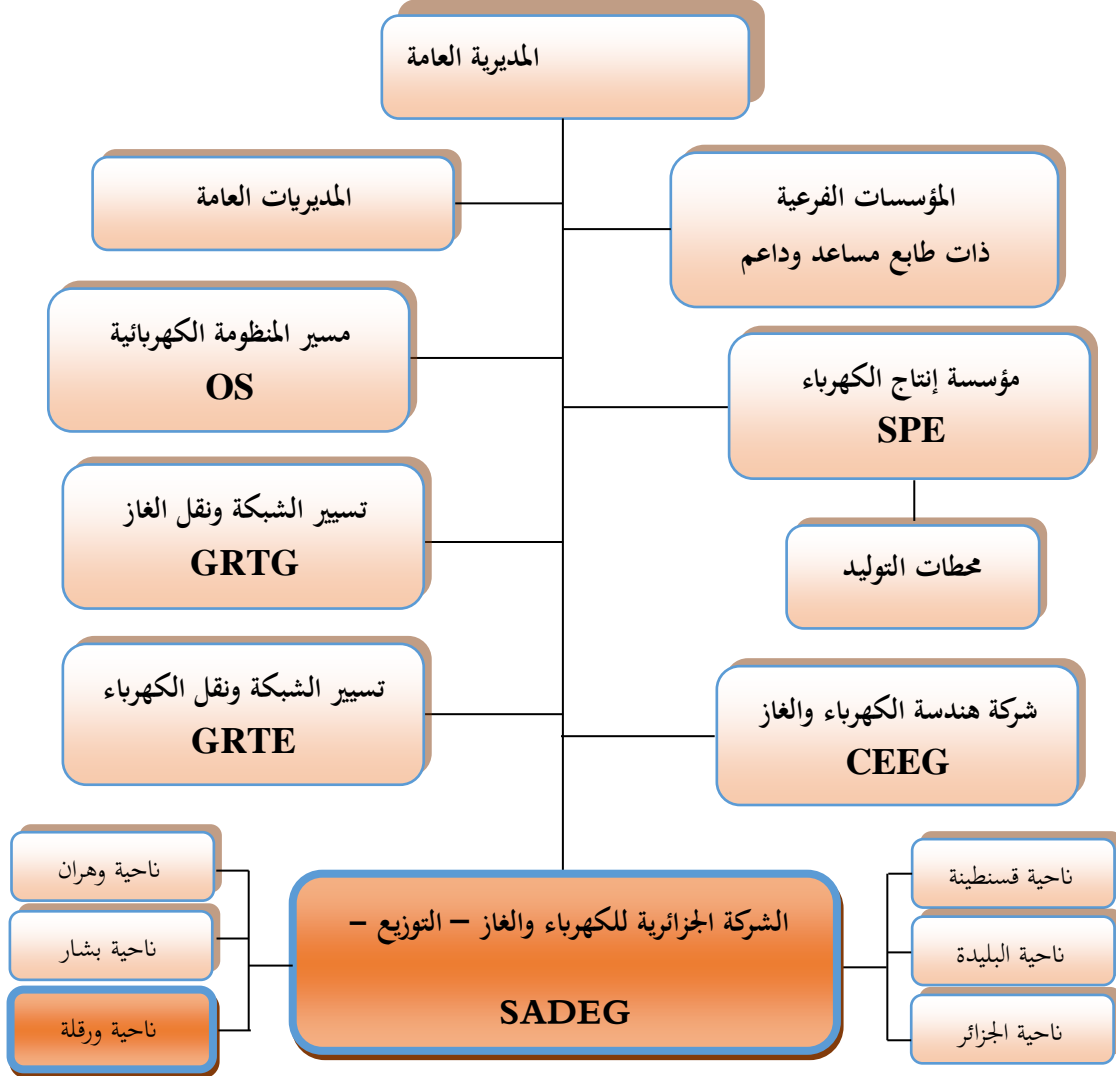 المديرية العامة
المديريات العامة
المؤسسات الفرعية
ذات طابع مساعد وداعم
مسير المنظومة الكهربائية
OS
مؤسسة إنتاج الكهرباء
SPE
تسيير الشبكة ونقل الغاز
GRTG
محطات التوليد
تسيير الشبكة ونقل الكهرباء
GRTE
شركة هندسة الكهرباء والغاز
CEEG
ناحية وهران
ناحية بشار
ناحية ورقلة
الشركة الجزائرية للكهرباء والغاز – التوزيع –
SADEG
ناحية قسنطينة
ناحية البليدة
ناحية الجزائر